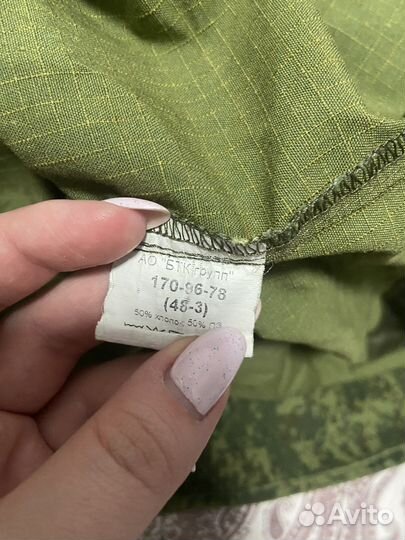 АО "БТК групп"
170-96-78
(48-3)
50% хлопок 50% ПЭ
Avito